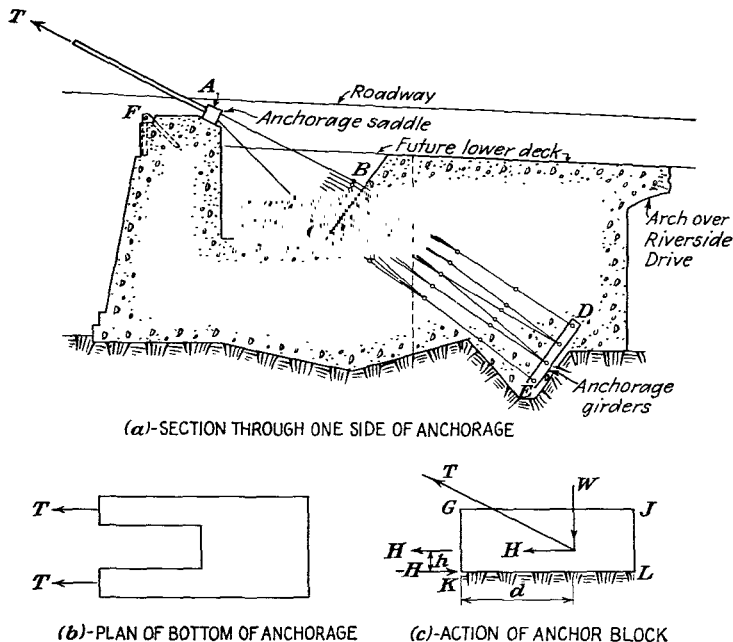 T
A
Roadway
F
Anchorage saddle
Future lower deck
B
Arch over
Riverside
Drive
D
E
Anchorage
girders
(a)-SECTION THROUGH ONE SIDE OF ANCHORAGE
T
T
(b)-PLAN OF BOTTOM OF ANCHORAGE
T
W
G
J
H
H
h
-H
K
L
d
(c)-ACTION OF ANCHOR BLOCK